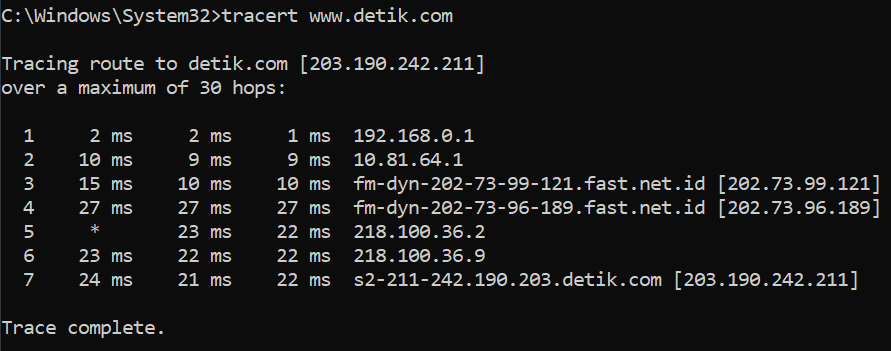 C:\Windows\System32>tracert www.detik.com
Tracing route to detik.com [203.190.242.211]
over a maximum of 30 hops:
1 2 ms 2 ms 1 ms 192.168.0.1
2 10 ms 9 ms 9 ms 10.81.64.1
3 15 ms 10 ms 10 ms fm-dyn-202-73-99-121.fast.net.id [202.73.99.121]
4 27 ms 27 ms 27 ms fm-dyn-202-73-96-189.fast.net.id [202.73.96.189]
5 * 23 ms 22 ms 218.100.36.2
6 23 ms 22 ms 22 ms 218.100.36.9
7 24 ms 21 ms 22 ms s2-211-242.190.203.detik.com [203.190.242.211]
Trace complete.